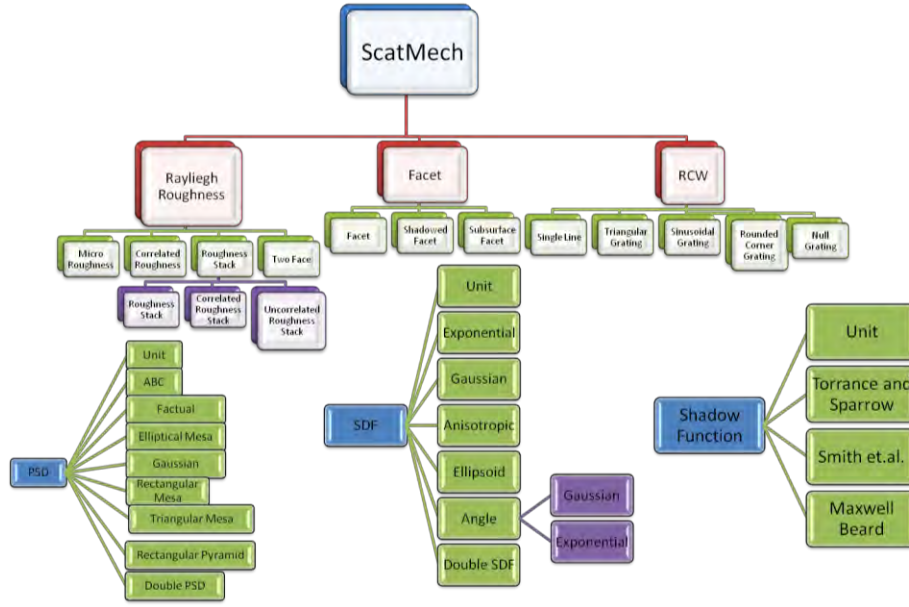 ScatMech
Rayliegh
Roughness
Facet
RCW
Micro
Roughness
Correlated
Roughness
Roughness
Stack
Two Face
Facet
Shadowed
Facet
Subsurface
Facet
Single Line
Triangular
Grating
Sinusoidal
Grating
Rounded
Corner
Grating
Null
Grating
Roughness
Stack
Correlated
Roughness
Stack
Uncorrelated
Roughness
Stack
PSD
Unit
ABC
Factual
Elliptical Mesa
Gaussian
Rectangular
Mesa
Triangular Mesa
Rectangular Pyramid
Double PSD
SDF
Unit
Exponential
Gaussian
Anisotropic
Ellipsoid
Angle
Double SDF
Gaussian
Exponential
Shadow
Function
Unit
Torrance and
Sparrow
Smith et.al.
Maxwell
Beard